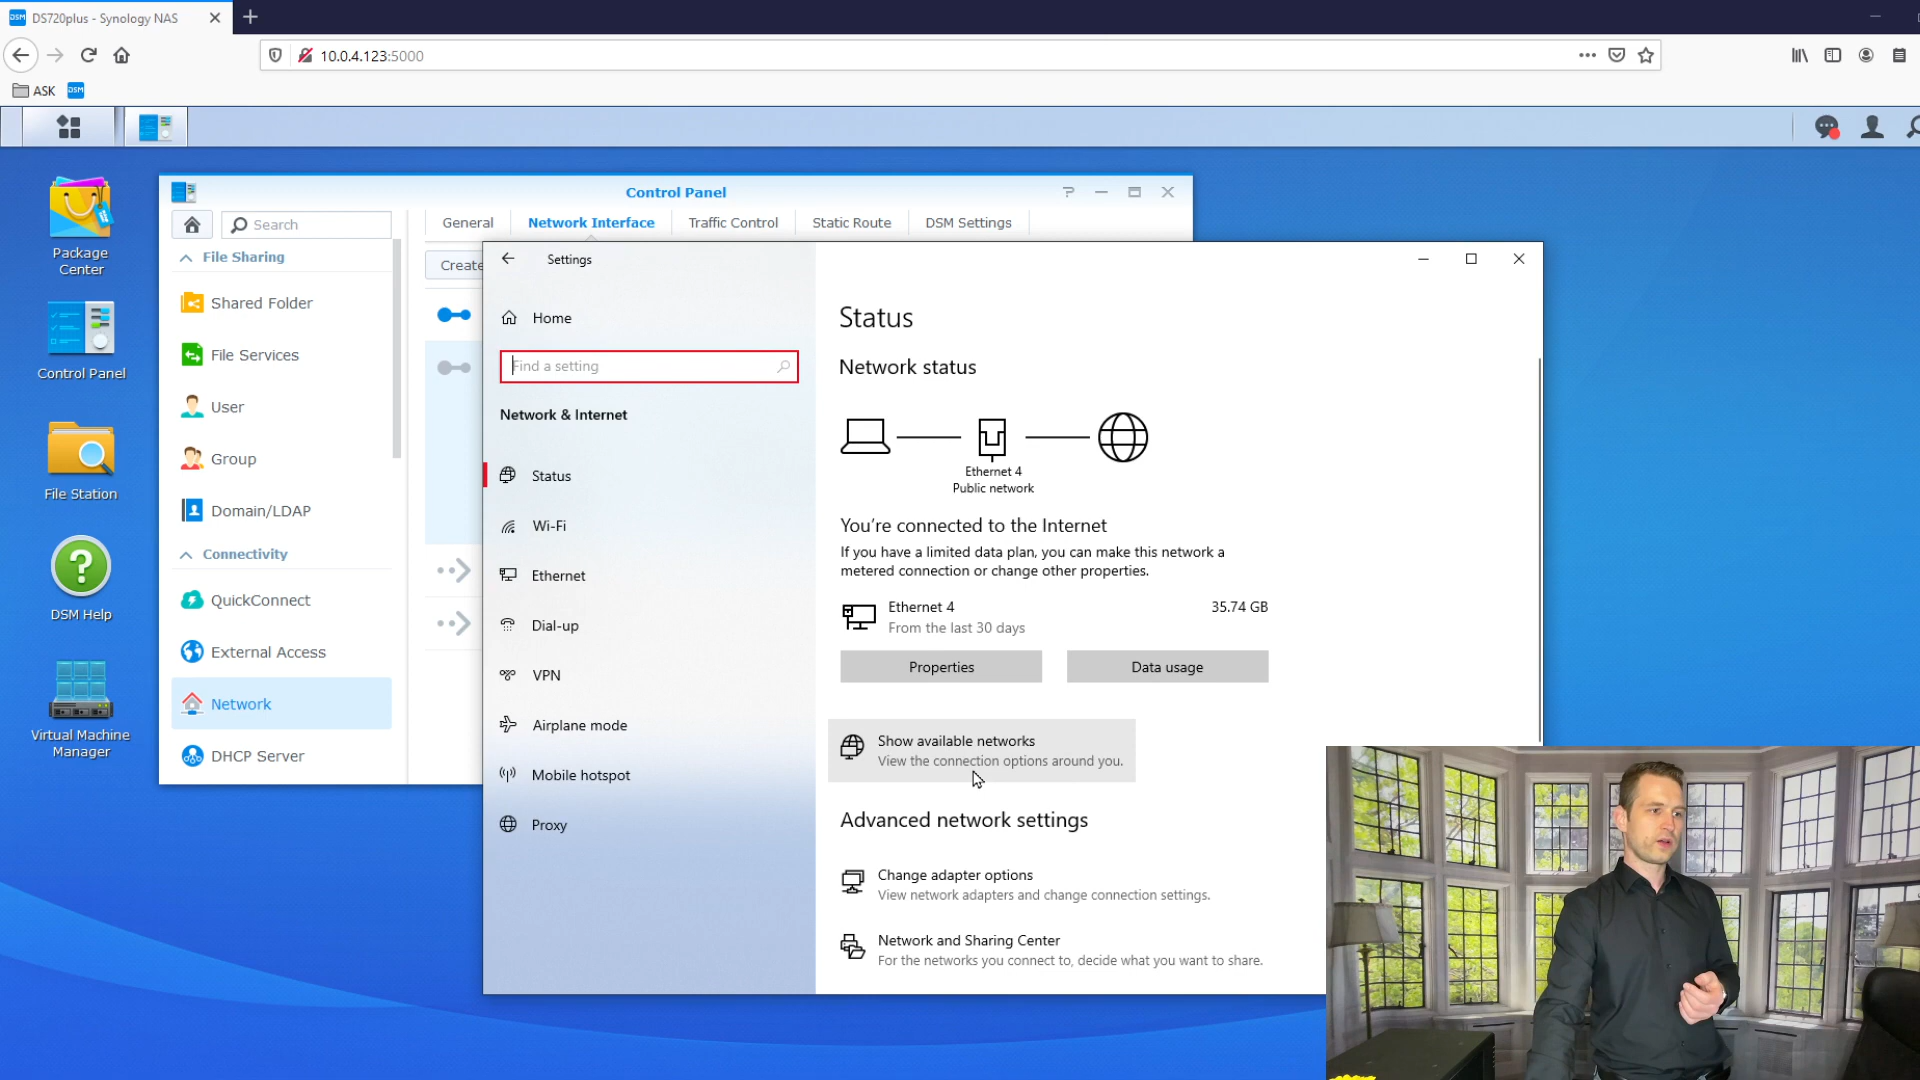 DSM DS720plus - Synology NAS
10.0.4.123:5000
ASK
DSM
Package
Center
Control Panel
File Station
DSM Help
Virtual Machine
Manager
Control Panel
Search
General
Network Interface
Traffic Control
Static Route
DSM Settings
Create
File Sharing
Shared Folder
File Services
User
Group
Domain/LDAP
Connectivity
QuickConnect
External Access
Network
DHCP Server
Settings
Home
Find a setting
Network & Internet
Status
Wi-Fi
Ethernet
Dial-up
VPN
Airplane mode
Mobile hotspot
Proxy
Status
Network status
Ethernet 4
Public network
You're connected to the Internet
If you have a limited data plan, you can make this network a
metered connection or change other properties.
Ethernet 4
35.74 GB
From the last 30 days
Properties
Data usage
Show available networks
View the connection options around you.
Advanced network settings
Change adapter options
View network adapters and change connection settings.
Network and Sharing Center
For the networks you connect to, decide what you want to share.